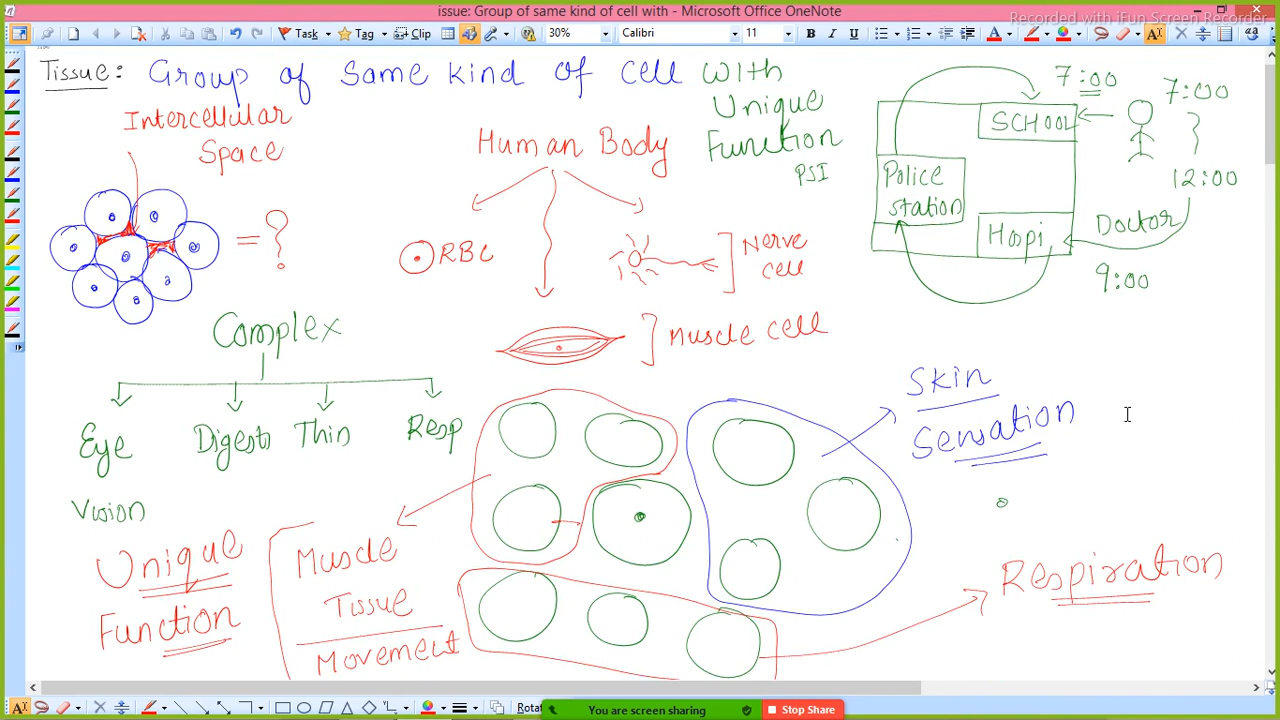 issue: Group of same kind of cell with - Microsoft Office OneNote
Recorded with iFun Screen Recorder
Task
Tag
30%
Calibri
11
B I U
Tissue: Group of Same kind of cell with
Unique
Function
Intercellular
Space
= ?
Human Body
PSI
RBC
Nerve
cell
Muscle cell
SCHOOL
7:00
7:00
12:00
Police
station
Hospi
Doctor
9:00
Complex
Eye
Digests
Thin
Resp
Vision
Unique
Function
Muscle
Tissue
Movement
Skin
Sensation
Respiration
Rotat
You are screen sharing
Stop Share